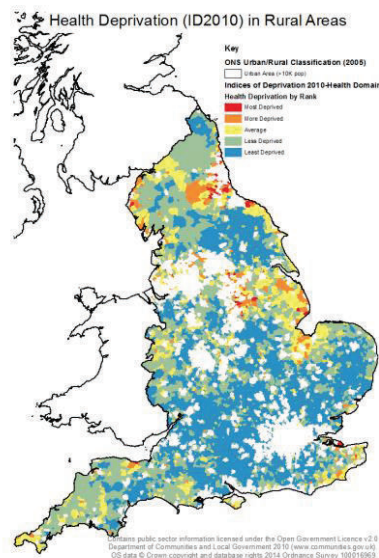 Health Deprivation (ID2010) in Rural Areas
Key
ONS Urban/Rural Classification (2005)
Urban Area (>10K pop)
Indices of Deprivation 2010-Health Domain
Health Deprivation by Rank
Most Deprived
More Deprived
Average
Less Deprived
Least Deprived
Contains public sector information licensed under the Open Government Licence v2.0
Department of Communities and Local Government 2010 (www.communities.gov.uk)
OS data © Crown copyright and database rights 2014 Ordnance Survey 100016969